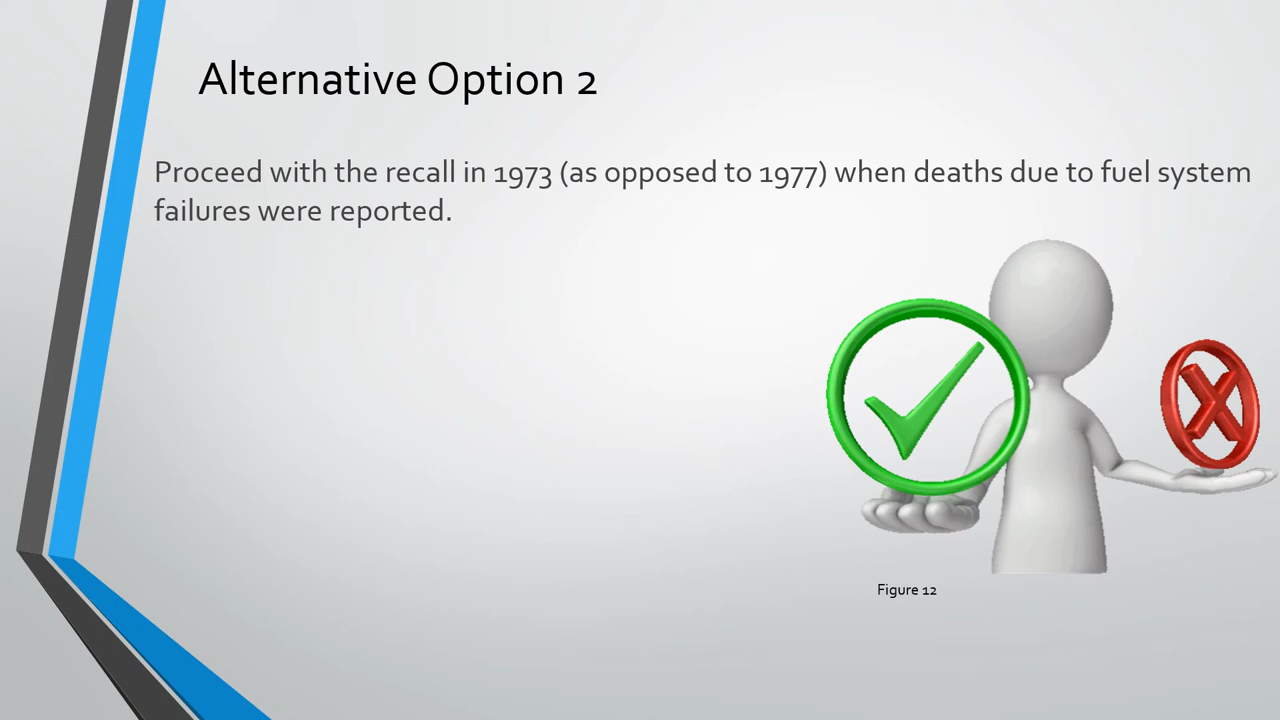 Alternative Option 2
Proceed with the recall in 1973 (as opposed to 1977) when deaths due to fuel system
failures were reported.
Figure 12